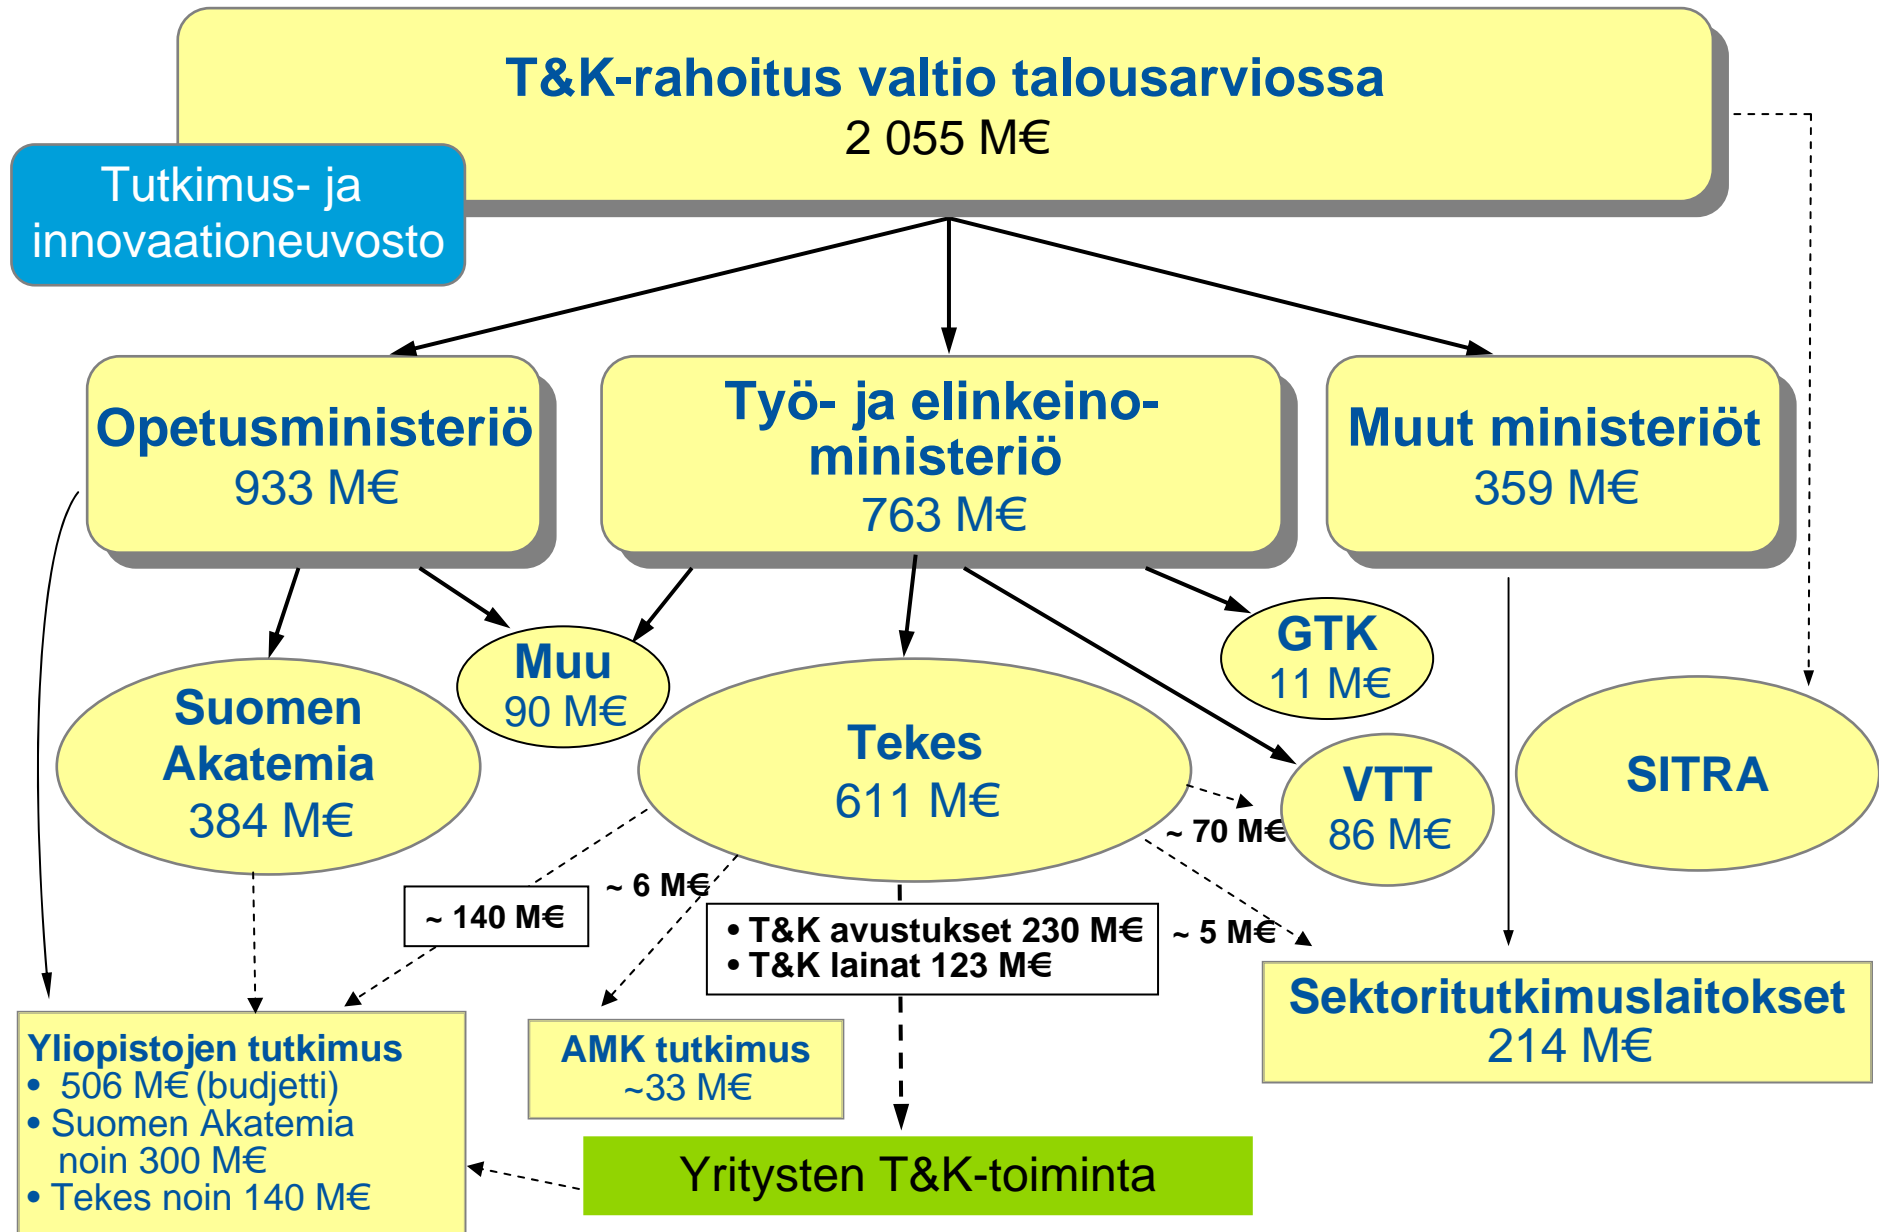 T&K-rahoitus valtio talousarviossa
2 055 M€
Tutkimus- ja
innovaationeuvosto
Opetusministeriö
933 M€
Työ- ja elinkeino-
ministeriö
763 M€
Muut ministeriöt
359 M€
Suomen
Akatemia
384 M€
Muu
90 M€
Tekes
611 M€
GTK
11 M€
VTT
86 M€
SITRA
~ 70 M€
~ 140 M€
~ 6 M€
• T&K avustukset 230 M€
• T&K lainat 123 M€
~ 5 M€
Sektoritutkimuslaitokset
214 M€
Yliopistojen tutkimus
• 506 M€ (budjetti)
• Suomen Akatemia
noin 300 M€
• Tekes noin 140 M€
AMK tutkimus
~33 M€
Yritysten T&K-toiminta